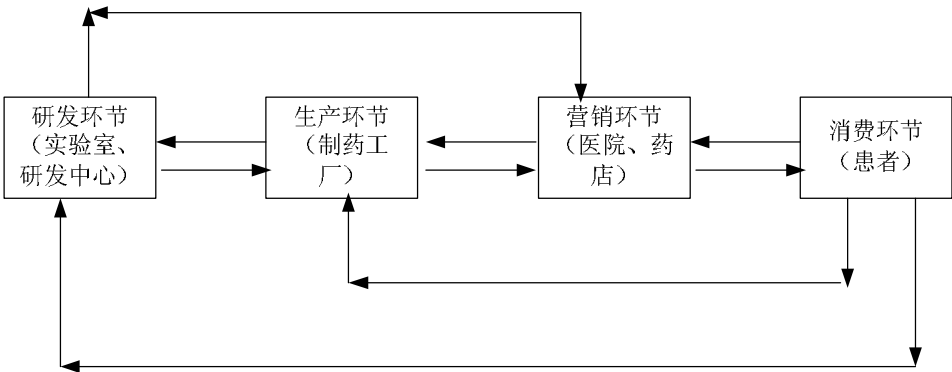 研发环节
（实验室、
研发中心）
生产环节
（制药工
厂）
营销环节
（医院、药
店）
消费环节
（患者）